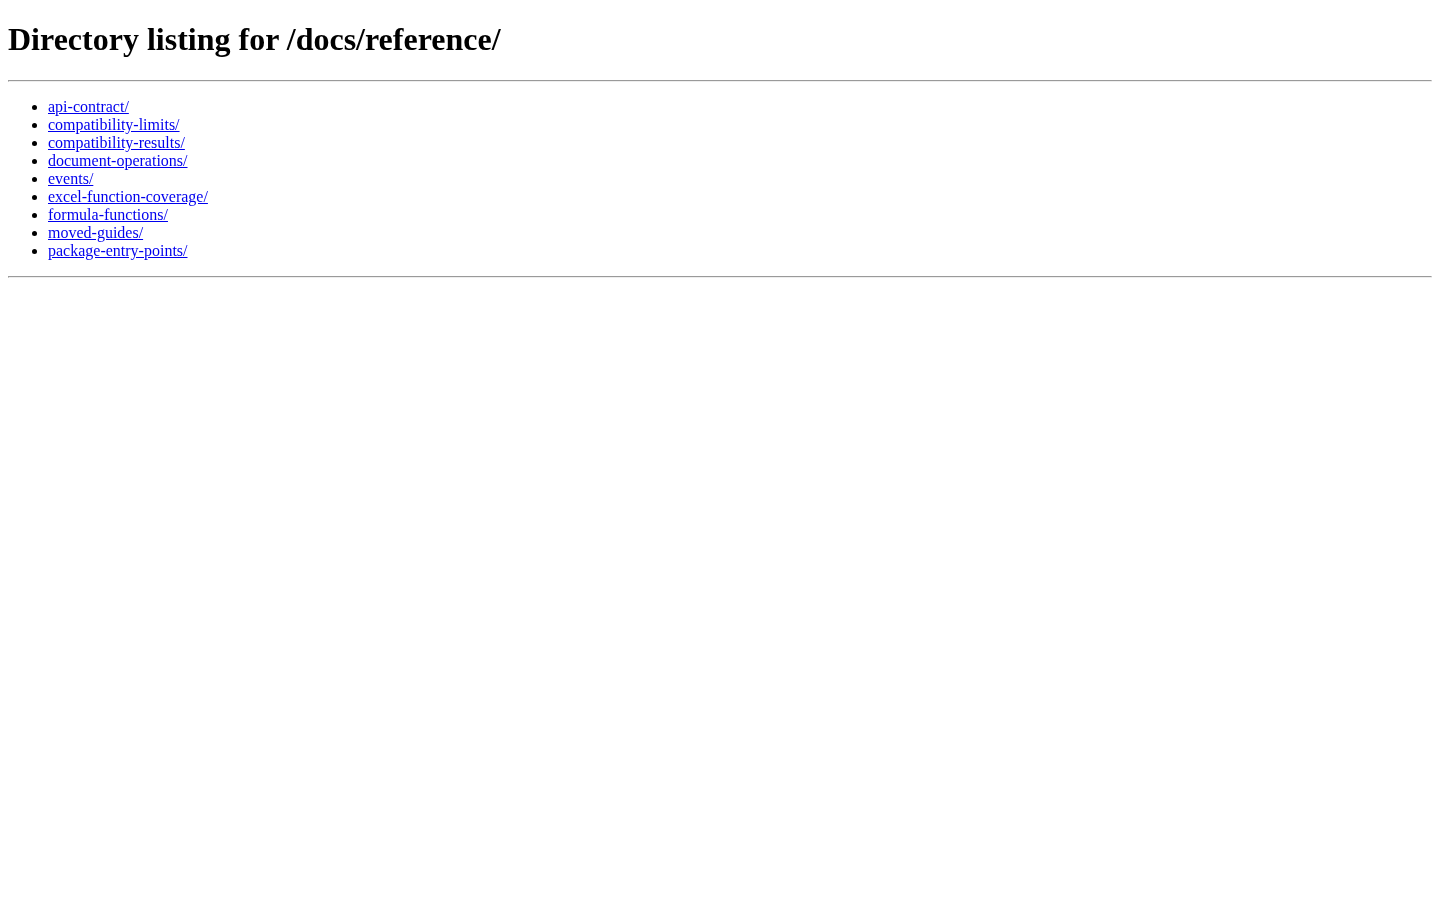 Directory listing for /docs/reference/
api-contract/
compatibility-limits/
compatibility-results/
document-operations/
events/
excel-function-coverage/
formula-functions/
moved-guides/
package-entry-points/